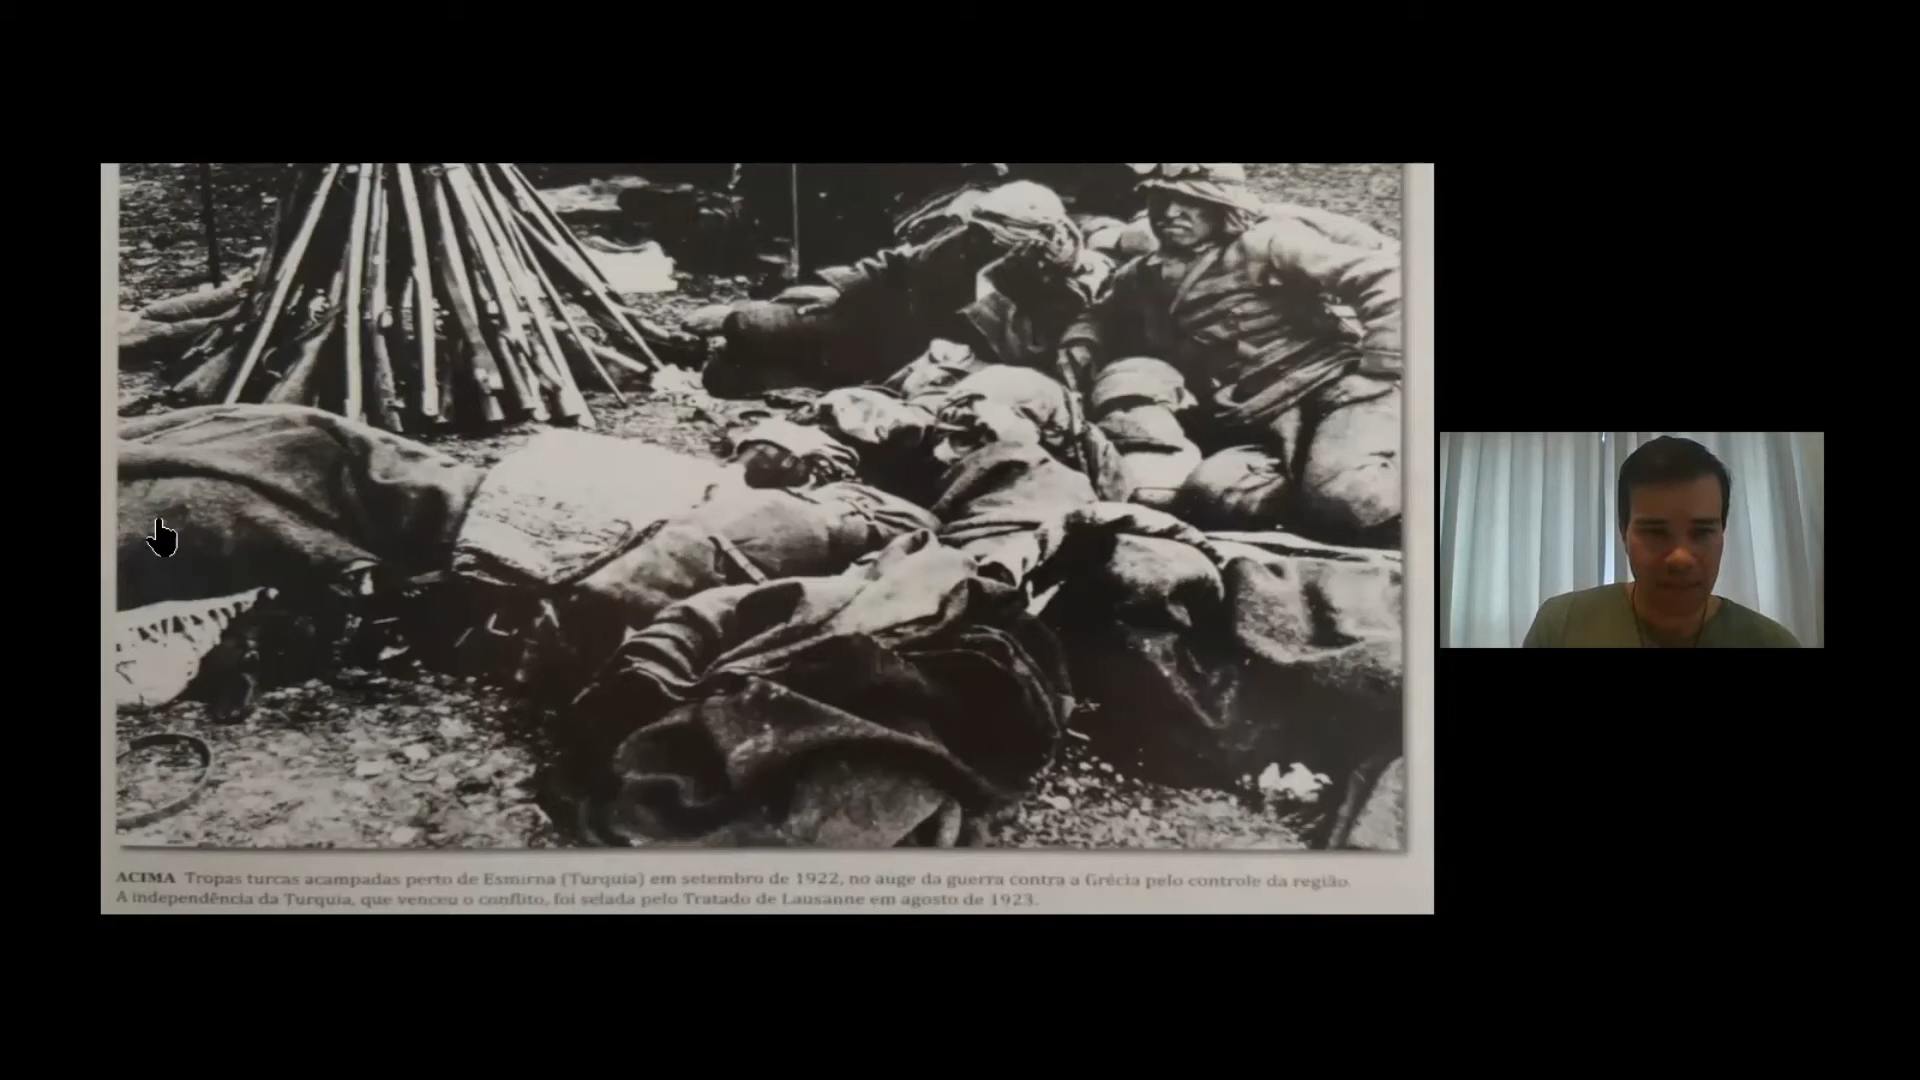 ACIMA Tropas turcas acampadas perto de Esmirna (Turquia) em setembro de 1922, no auge da guerra contra a Grécia pelo controle da região.
A independência da Turquia, que venceu o conflito, foi selada pelo Tratado de Lausanne em agosto de 1923.